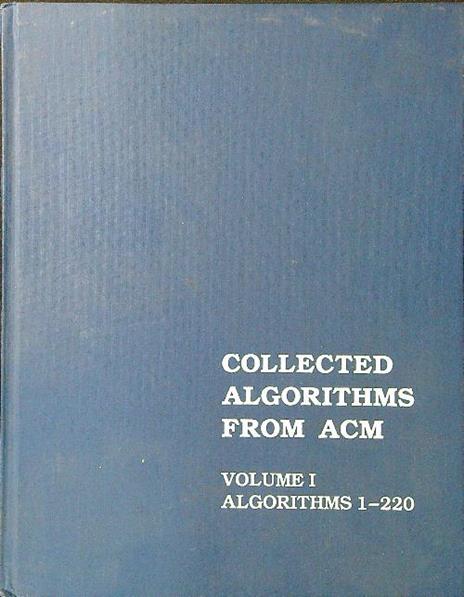 COLLECTED
ALGORITHMS
FROM ACM
VOLUME I
ALGORITHMS 1–220